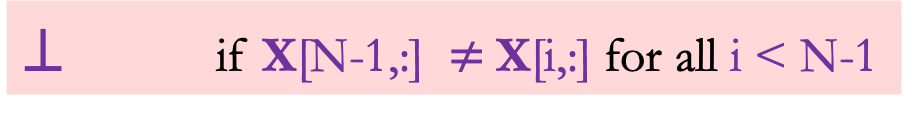 ⊥ if X[N-1,:] ≠ X[i,:] for all i < N-1